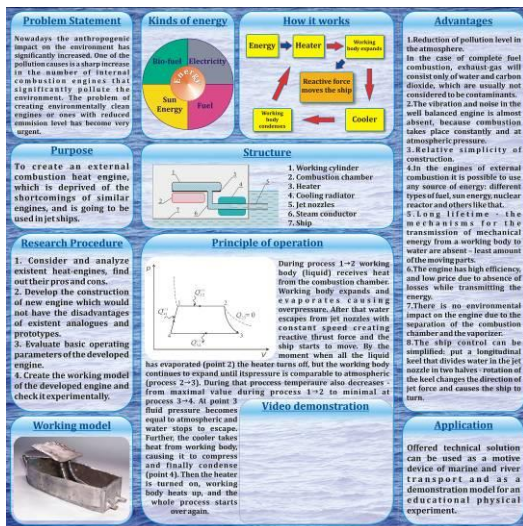 Problem Statement
Nowadays the anthropogenic
impact on the environment has
significantly increased. One of the
pollution causes is a sharp increase
in the number of internal
combustion engines that
significantly pollute the
environment. The problem of
creating environmentally clean
engines or ones with reduced
emmision level has become very
urgent.
Purpose
To create an external
combustion heat engine,
which is deprived of the
shortcomings of similar
engines, and is going to be
used in jet ships.
Research Procedure
1. Consider and analyze
existent heat-engines, find
out their pros and cons.
2. Develop the construction
of new engine which would
not have the disadvantages
of existent analogues and
prototypes.
3. Evaluate basic operating
parameters of the developed
engine.
4. Create the working model
of the developed engine and
check it experimentally.
Working model
Kinds of energy
Bio-fuel
Electricity
Energy
Sun
Energy
Fuel
How it works
Energy
Heater
Working
body expands
Reactive force
moves the ship
Working
body
condenses
Cooler
Structure
1. Working cylinder
2. Combustion chamber
3. Heater
4. Cooling radiator
5. Jet nozzles
6. Steam conductor
7. Ship
Principle of operation
During process 1→2 working
body (liquid) receives heat
from the combustion chamber.
Working body expands and
evaporates causing
overpressure. After that water
escapes from jet nozzles with
constant speed creating
reactive thrust force and the
ship starts to move. By the
moment when all the liquid
has evaporated (point 2) the heater turns off, but the working body
continues to expand until itspressure is comparable to atmospheric
(process 2→3). During that proccess temperaure also decreases -
from maximal value during process 1→2 to minimal at
process 3→4. At point 3
fluid pressure becomes
equal to atmospheric and
water stops to escape.
Further, the cooler takes
heat from working body,
causing it to compress
and finally condense
(point 4). Then the heater
is turned on, working
body heats up, and the
whole process starts
over again.
Video demonstration
Advantages
1.Reduction of pollution level in
the atmosphere.
In the case of complete fuel
combustion, exhaust-gas will
consist only of water and carbon
dioxide, which are usually not
considered to be contaminants.
2.The vibration and noise in the
well balanced engine is almost
absent, because combustion
takes place constantly and at
atmospheric pressure.
3.Relative simplicity of
construction.
4.In the engines of external
combustion it is possible to use
any source of energy: different
types of fuel, sun energy, nuclear
reactor and others like that.
5.Long lifetime - the
mechanisms for the
transmission of mechanical
energy from a working body to
water are absent – least amount
of the moving parts.
6.The engine has high efficiency,
and low price due to absence of
losses while transmitting the
energy.
7.There is no environmental
impact on the engine due to the
separation of the combustion
chamber and the vaporizer.
8.The ship control can be
simplified: put a longitudinal
keel that divides water in the jet
nozzle in two halves - rotation of
the keel changes the direction of
jet force and causes the ship to
turn.
Application
Offered technical solution
can be used as a motive
device of marine and river
transport and as a
demonstration model for an
educational physical
experiment.